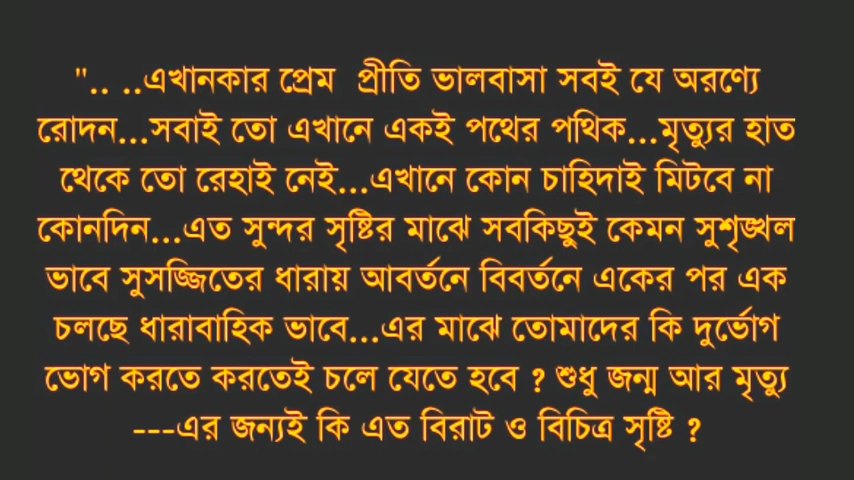 ".. ..এখানকার প্রেম  প্রীতি ভালবাসা সবই যে অরণ্যে
রোদন...সবাই তো এখানে একই পথের পথিক...মৃত্যুর হাত
থেকে তো রেহাই নেই...এখানে কোন চাহিদাই মিটবে না
কোনদিন...এত সুন্দর সৃষ্টির মাঝে সবকিছুই কেমন সুশৃঙ্খল
ভাবে সুসজ্জিতের ধারায় আবর্তনে বিবর্তনে একের পর এক
চলছে ধারাবাহিক ভাবে...এর মাঝে তোমাদের কি দুর্ভোগ
ভোগ করতে করতেই চলে যেতে হবে ? শুধু জন্ম আর মৃত্যু
---এর জন্যই কি এত বিরাট ও বিচিত্র সৃষ্টি ?